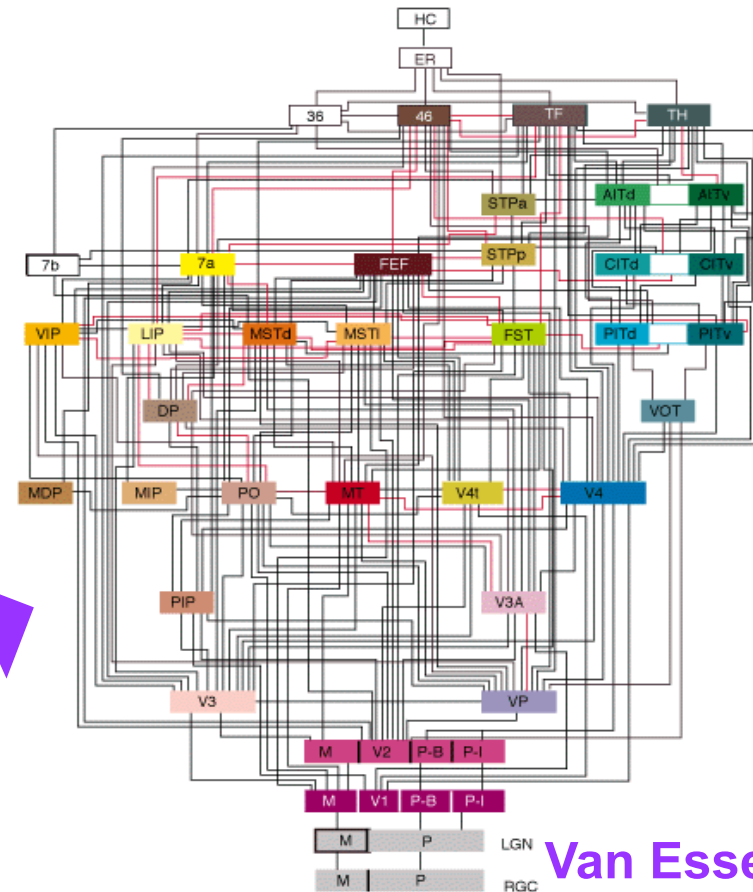 HC
ER
36 46 TF TH
STPa AITd AITv
7b 7a FEF STPp CITd CITv
VIP LIP MSTd MSTl FST PITd PITv
DP VOT
MDP MIP PO MT V4t V4
PIP V3A
V3 VP
M V2 P-B P-I
M V1 P-B P-I
M P LGN
M P RGC
Van Esse